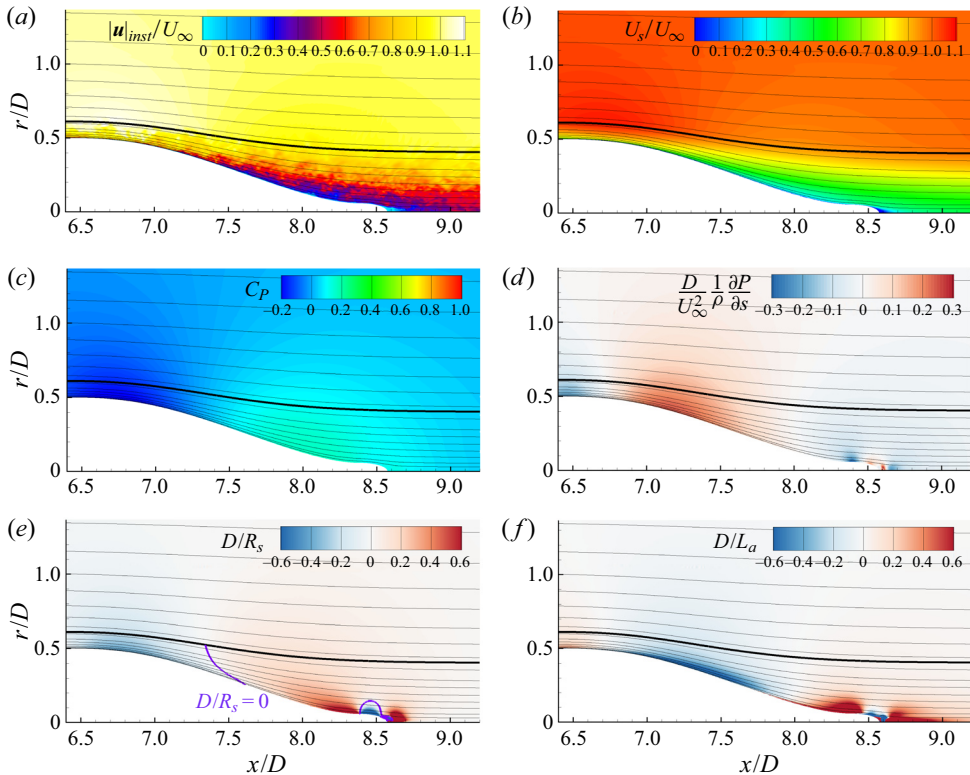 (a) |u|inst/U∞
0 0.1 0.2 0.3 0.4 0.5 0.6 0.7 0.8 0.9 1.0 1.1
1.0
r/D
0.5
0
6.5 7.0 7.5 8.0 8.5 9.0
(b) Us/U∞
0 0.1 0.2 0.3 0.4 0.5 0.6 0.7 0.8 0.9 1.0 1.1
1.0
0.5
0
6.5 7.0 7.5 8.0 8.5 9.0
(c) CP
−0.2 0 0.2 0.4 0.6 0.8 1.0
1.0
r/D
0.5
0
6.5 7.0 7.5 8.0 8.5 9.0
(d) D/U∞² 1/ρ ∂P/∂s
−0.3 −0.2 −0.1 0 0.1 0.2 0.3
1.0
0.5
0
6.5 7.0 7.5 8.0 8.5 9.0
(e) D/Rs
−0.6 −0.4 −0.2 0 0.2 0.4 0.6
1.0
r/D
0.5
D/Rs = 0
0
6.5 7.0 7.5 8.0 8.5 9.0
x/D
(f) D/La
−0.6 −0.4 −0.2 0 0.2 0.4 0.6
1.0
0.5
0
6.5 7.0 7.5 8.0 8.5 9.0
x/D